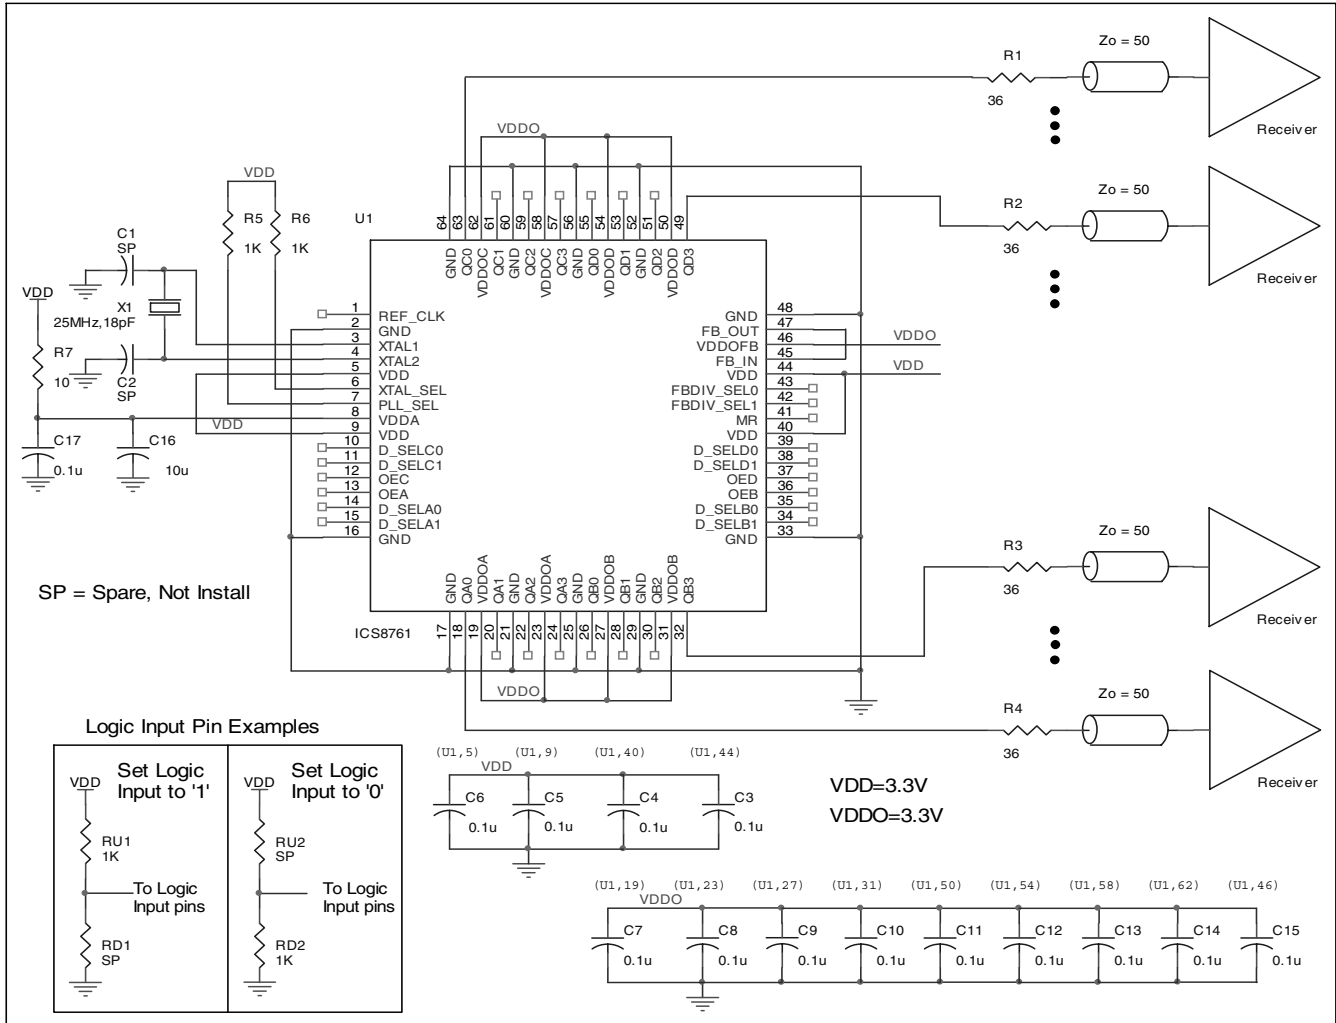 R1
36
Zo = 50
Receiver
R2
36
Zo = 50
Receiver
VDDO
VDD
R5
1K
R6
1K
U1
64 63 62 61 60 59 58 57 56 55 54 53 52 51 50 49
GND QC0 VDDOC QC1 GND QC2 VDDOC QC3 GND QD0 VDDOD QD1 GND QD2 VDDOD QD3
C1
SP
X1
25MHz,18pF
C2
SP
VDD
R7
10
C17
0.1u
C16
10u
VDD
1 REF_CLK
2 GND
3 XTAL1
4 XTAL2
5 VDD
6 XTAL_SEL
7 PLL_SEL
8 VDDA
9 VDD
10 D_SELC0
11 D_SELC1
12 OEC
13 OEA
14 D_SELA0
15 D_SELA1
16 GND
GND 48
FB_OUT 47
VDDOFB 46
FB_IN 45
VDD 44
FBDIV_SEL0 43
FBDIV_SEL1 42
MR 41
VDD 40
D_SELD0 39
D_SELD1 38
OED 37
OEB 36
D_SELB0 35
D_SELB1 34
GND 33
VDDO
VDD
GND QA0 VDDOA QA1 GND QA2 VDDOA QA3 GND QB0 VDDOB QB1 GND QB2 VDDOB QB3
17 18 19 20 21 22 23 24 25 26 27 28 29 30 31 32
ICS8761
VDDO
SP = Spare, Not Install
R3
36
Zo = 50
Receiver
R4
36
Zo = 50
Receiver
Logic Input Pin Examples
Set Logic
Input to '1'
VDD
RU1
1K
To Logic
Input pins
RD1
SP
Set Logic
Input to '0'
VDD
RU2
SP
To Logic
Input pins
RD2
1K
(U1,5) (U1,9) (U1,40) (U1,44)
VDD
C6 C5 C4 C3
0.1u 0.1u 0.1u 0.1u
VDD=3.3V
VDDO=3.3V
(U1,19) (U1,23) (U1,27) (U1,31) (U1,50) (U1,54) (U1,58) (U1,62) (U1,46)
VDDO
C7 C8 C9 C10 C11 C12 C13 C14 C15
0.1u 0.1u 0.1u 0.1u 0.1u 0.1u 0.1u 0.1u 0.1u